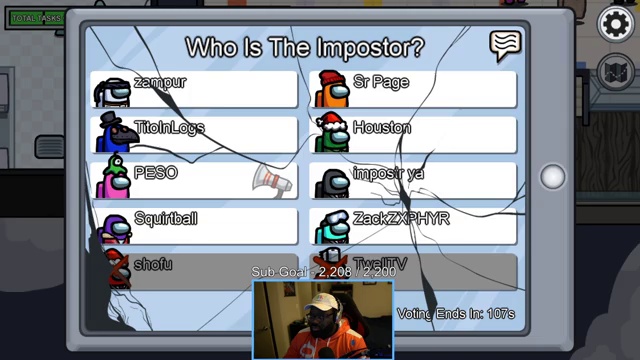 TOTAL TASKS
Who Is The Impostor?
zampur
Sr Page
TitoInLogs
Houston
PESO
impostr ya
Squirtball
ZackZXPHYR
shofu
TwellTV
Sub-Goal - 2,208 / 2,200
Voting Ends In: 107s